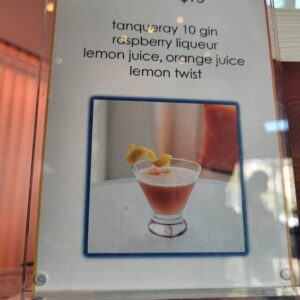 tanqueray 10 gin
raspberry liqueur
lemon juice, orange juice
lemon twist